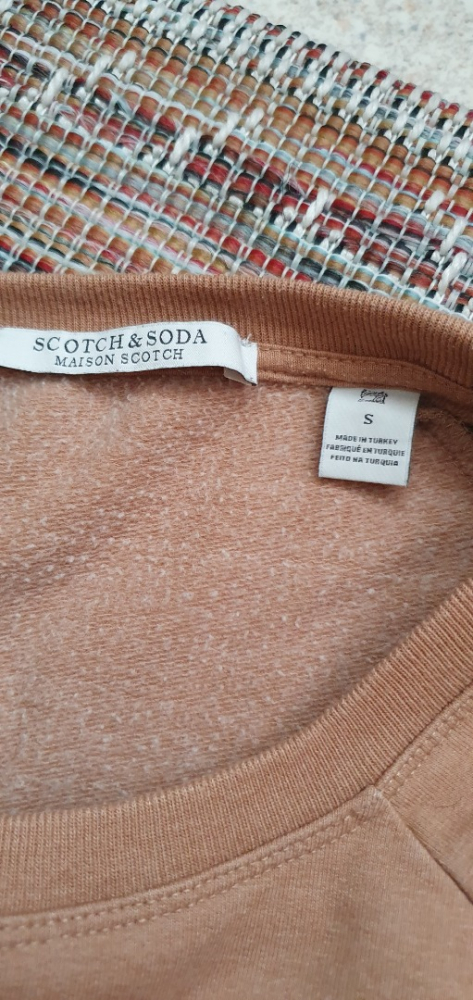 SCOTCH & SODA
MAISON SCOTCH
S
MADE IN TURKEY
FABRIQUÉ EN TURQUIE
FEITO NA TURQUIA